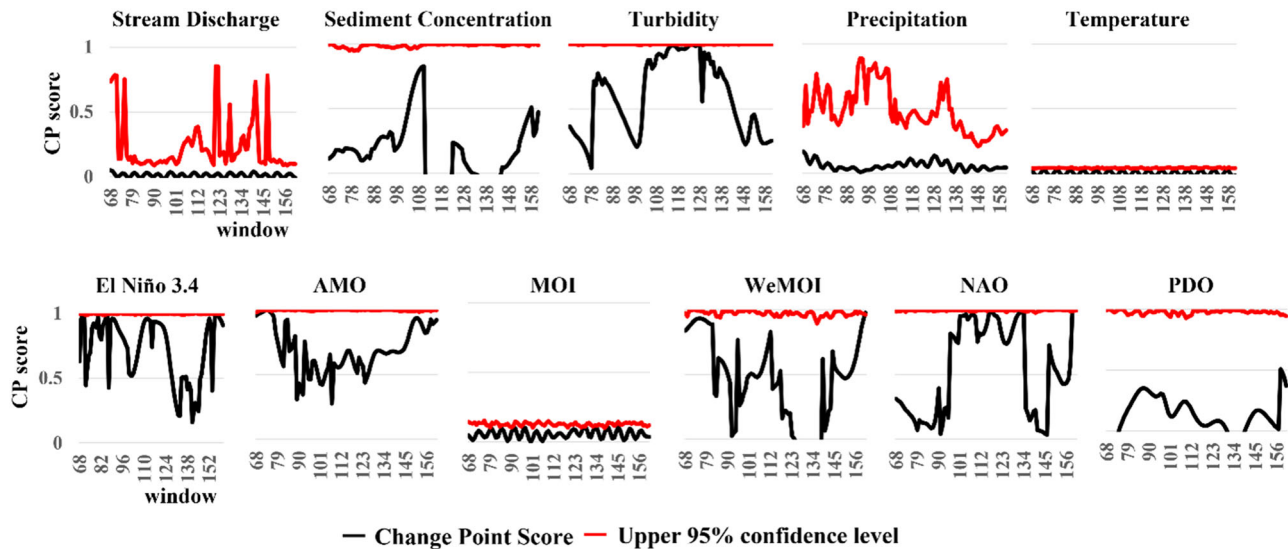 Stream Discharge Sediment Concentration Turbidity Precipitation Temperature
1
CP score
0.5
0
68 79 90 101 112 123 134 145 156
68 78 88 98 108 118 128 138 148 158
68 78 88 98 108 118 128 138 148 158
68 78 88 98 108 118 128 138 148 158
68 78 88 98 108 118 128 138 148 158
window
El Niño 3.4 AMO MOI WeMOI NAO PDO
1
CP score
0.5
0
68 82 96 110 124 138 152
68 79 90 101 112 123 134 145 156
68 79 90 101 112 123 134 145 156
68 79 90 101 112 123 134 145 156
68 79 90 101 112 123 134 145 156
68 79 90 101 112 123 134 145 156
window
Change Point Score Upper 95% confidence level